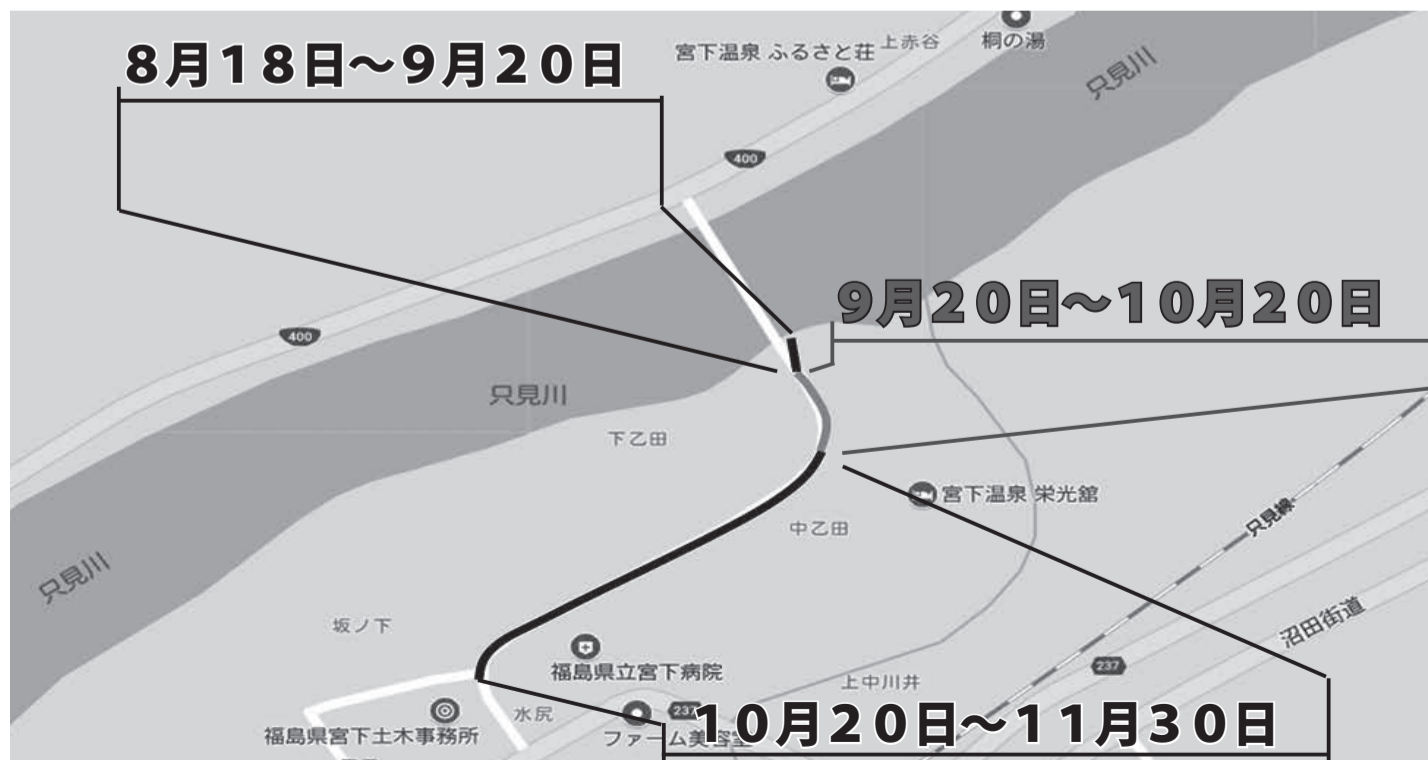 8月18日〜9月20日
宮下温泉 ふるさと荘
上赤谷
桐の湯
只見川
400
9月20日〜10月20日
400
只見川
下乙田
宮下温泉 栄光舘
中乙田
只見線
只見川
坂ノ下
沼田街道
福島県立宮下病院
237
上中川井
水尻
237
10月20日〜11月30日
福島県宮下土木事務所
ファーム美容室